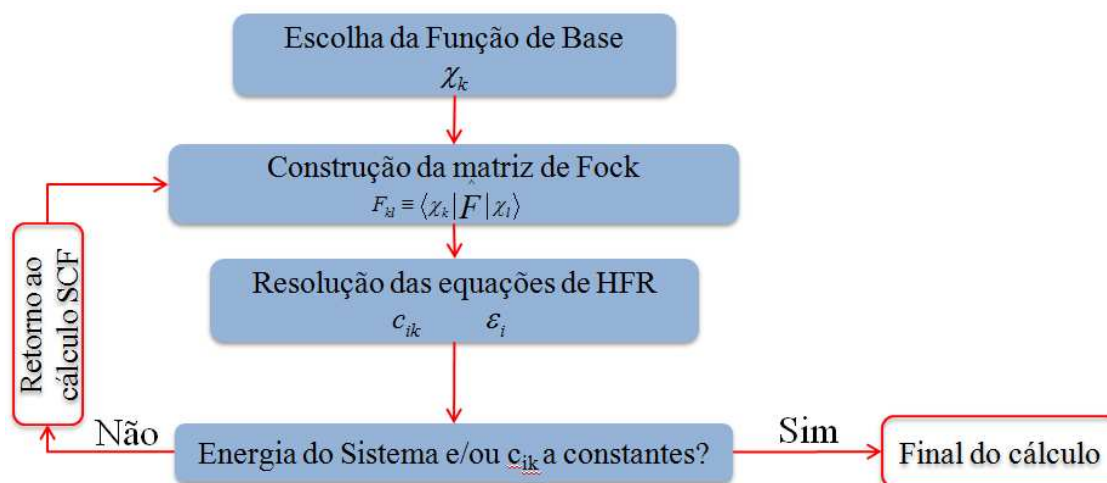 Escolha da Função de Base
χₖ
Construção da matriz de Fock
Fₖₗ ≡ ⟨χₖ|F̂|χₗ⟩
Resolução das equações de HFR
cᵢₖ εᵢ
Retorno ao
cálculo SCF
Não
Energia do Sistema e/ou cᵢₖ a constantes?
Sim
Final do cálculo